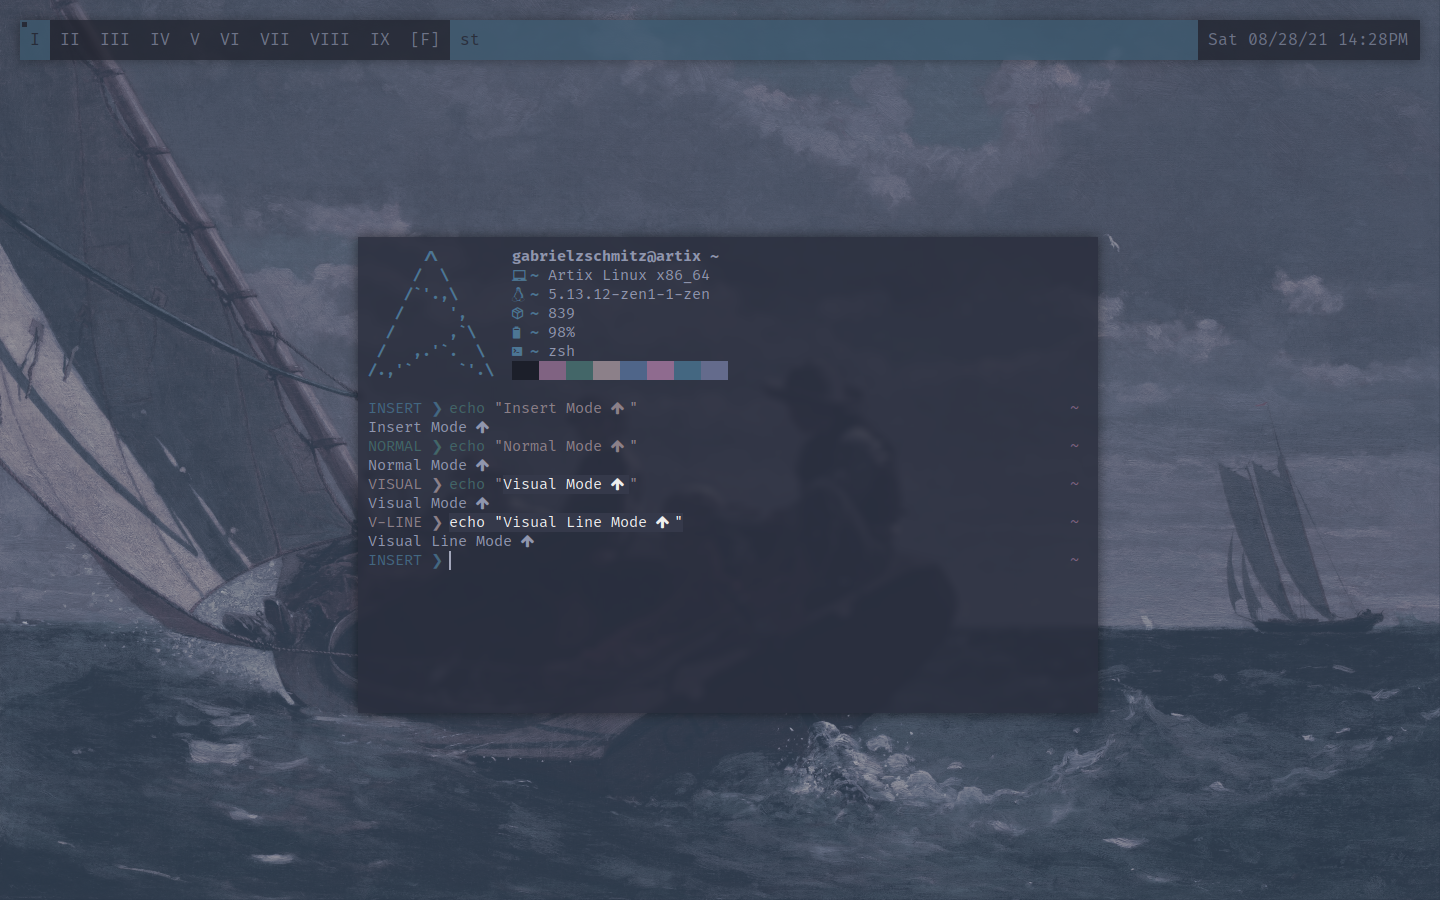 I II III IV V VI VII VIII IX [F] st Sat 08/28/21 14:28PM
gabrielzschmitz@artix ~
~ Artix Linux x86_64
~ 5.13.12-zen1-1-zen
~ 839
~ 98%
~ zsh
INSERT ❯ echo "Insert Mode 🡹 " ~
Insert Mode 🡹
NORMAL ❯ echo "Normal Mode 🡹 " ~
Normal Mode 🡹
VISUAL ❯ echo "Visual Mode 🡹 " ~
Visual Mode 🡹
V-LINE ❯ echo "Visual Line Mode 🡹 " ~
Visual Line Mode 🡹
INSERT ❯ ~